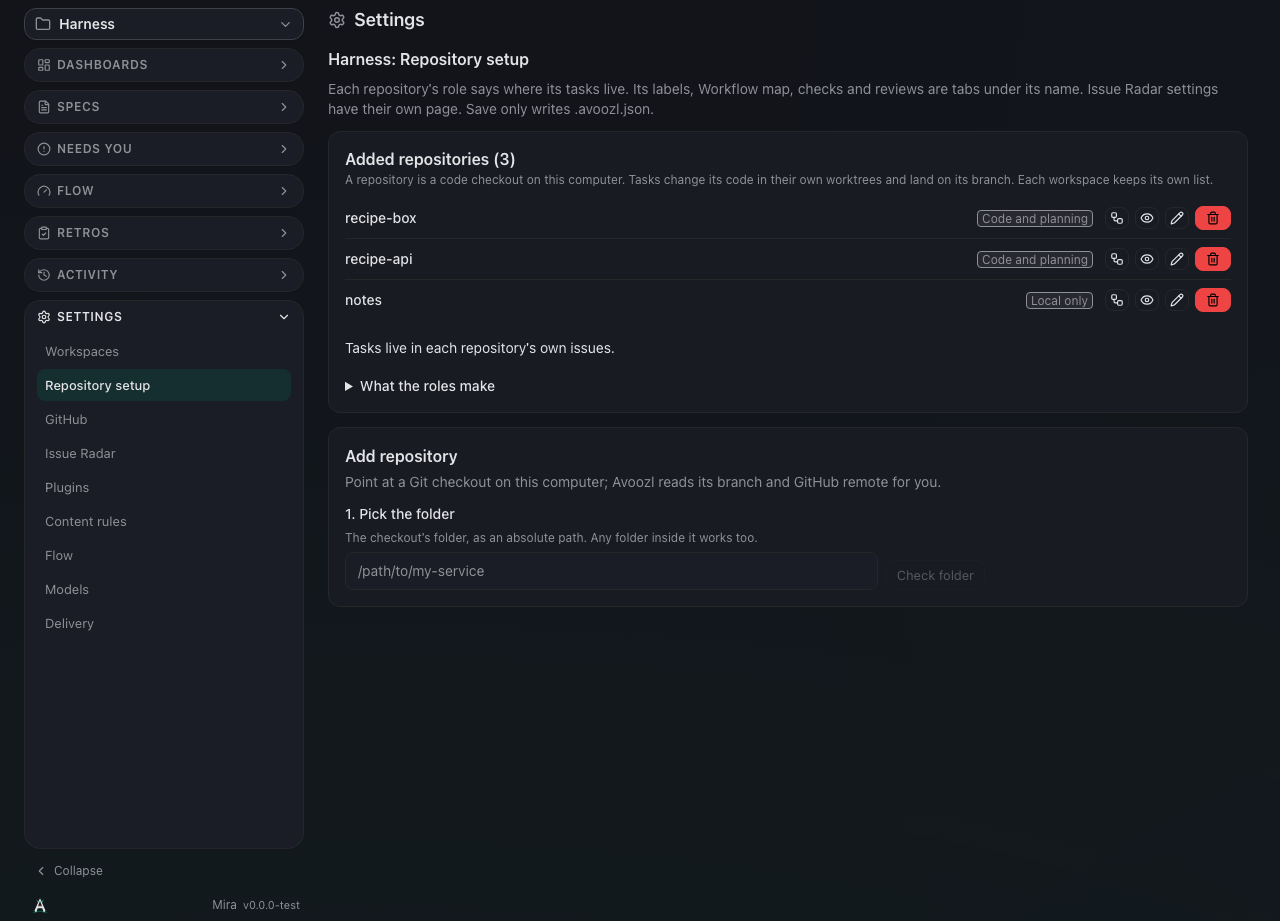 Harness
DASHBOARDS
SPECS
NEEDS YOU
FLOW
RETROS
ACTIVITY
SETTINGS
Workspaces
Repository setup
GitHub
Issue Radar
Plugins
Content rules
Flow
Models
Delivery
Collapse
A
Mira v0.0.0-test
Settings
Harness: Repository setup
Each repository's role says where its tasks live. Its labels, Workflow map, checks and reviews are tabs under its name. Issue Radar settings
have their own page. Save only writes .avoozl.json.
Added repositories (3)
A repository is a code checkout on this computer. Tasks change its code in their own worktrees and land on its branch. Each workspace keeps its own list.
recipe-box Code and planning
recipe-api Code and planning
notes Local only
Tasks live in each repository's own issues.
What the roles make
Add repository
Point at a Git checkout on this computer; Avoozl reads its branch and GitHub remote for you.
1. Pick the folder
The checkout's folder, as an absolute path. Any folder inside it works too.
/path/to/my-service Check folder